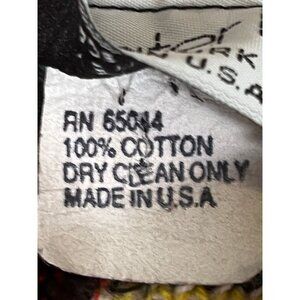 U.S.A
RN 65044
100% COTTON
DRY CLEAN ONLY
MADE IN U.S.A